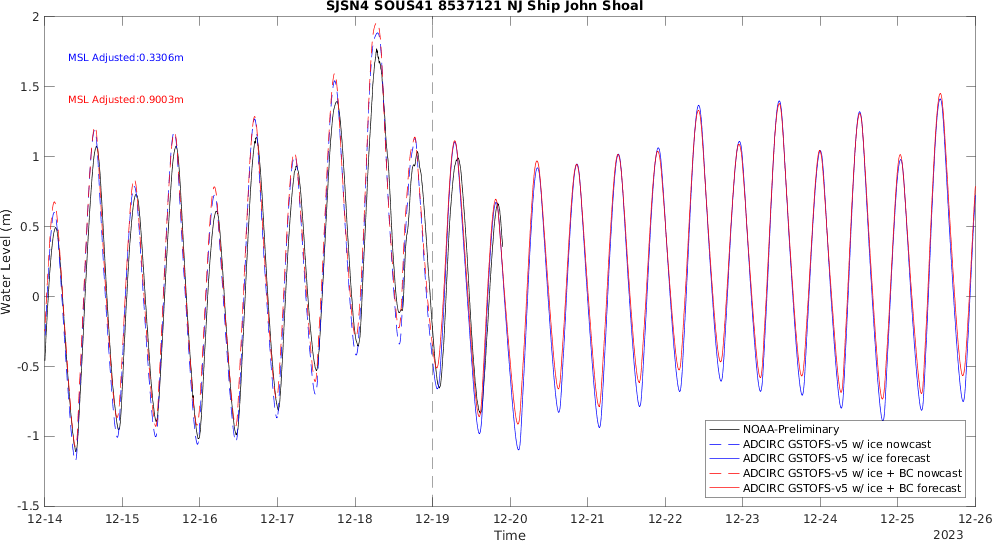 SJSN4 SOUS41 8537121 NJ Ship John Shoal
MSL Adjusted:0.3306m
MSL Adjusted:0.9003m
Water Level (m)
2
1.5
1
0.5
0
-0.5
-1
-1.5
NOAA-Preliminary
ADCIRC GSTOFS-v5 w/ ice nowcast
ADCIRC GSTOFS-v5 w/ ice forecast
ADCIRC GSTOFS-v5 w/ ice + BC nowcast
ADCIRC GSTOFS-v5 w/ ice + BC forecast
12-14 12-15 12-16 12-17 12-18 12-19 12-20 12-21 12-22 12-23 12-24 12-25 12-26
Time
2023